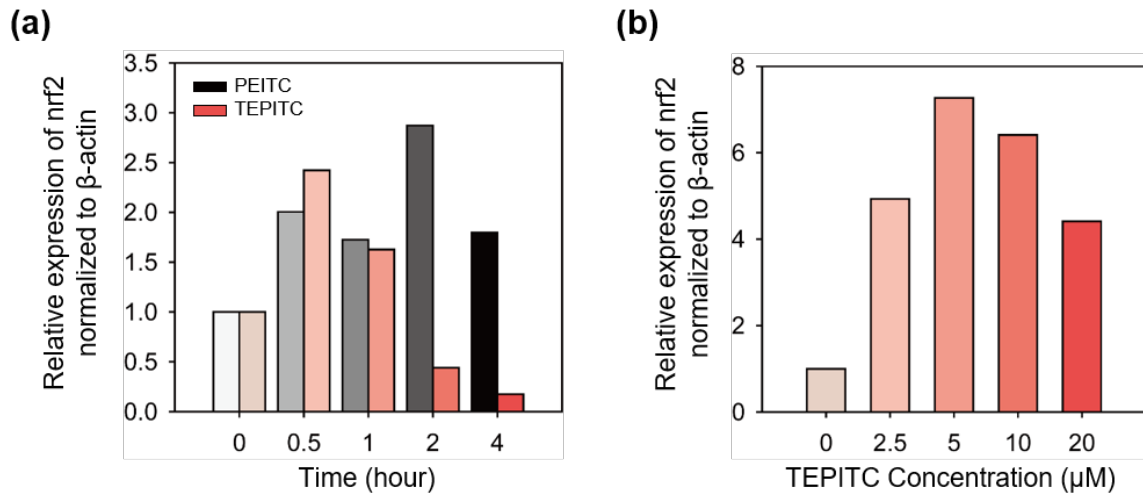 (a)
Relative expression of nrf2
normalized to β-actin
3.5
3.0
2.5
2.0
1.5
1.0
0.5
0.0
PEITC
TEPITC
0 0.5 1 2 4
Time (hour)
(b)
Relative expression of nrf2
normalized to β-actin
8
6
4
2
0
0 2.5 5 10 20
TEPITC Concentration (μM)